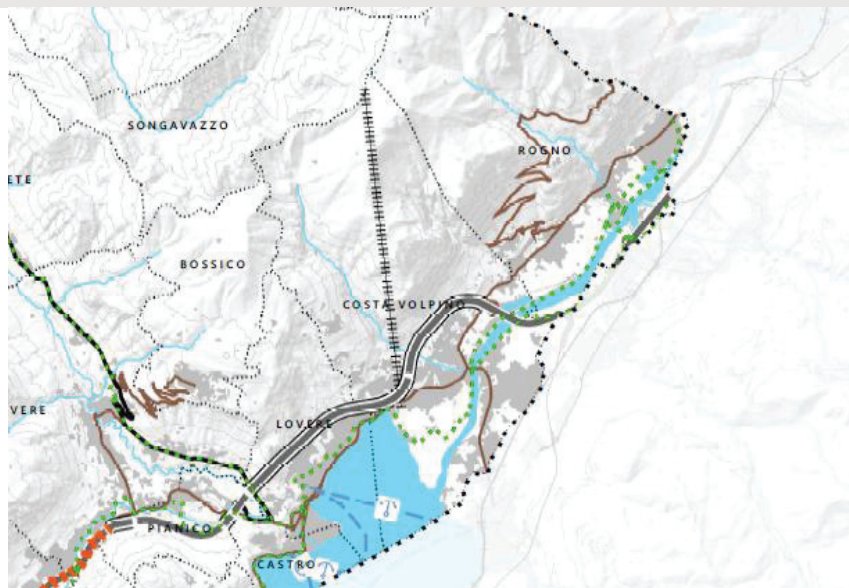 SONGAVAZZO
ROGNO
ETE
BOSSICO
COSTA VOLPINO
VERE
LOVERE
PIANICO
CASTRO